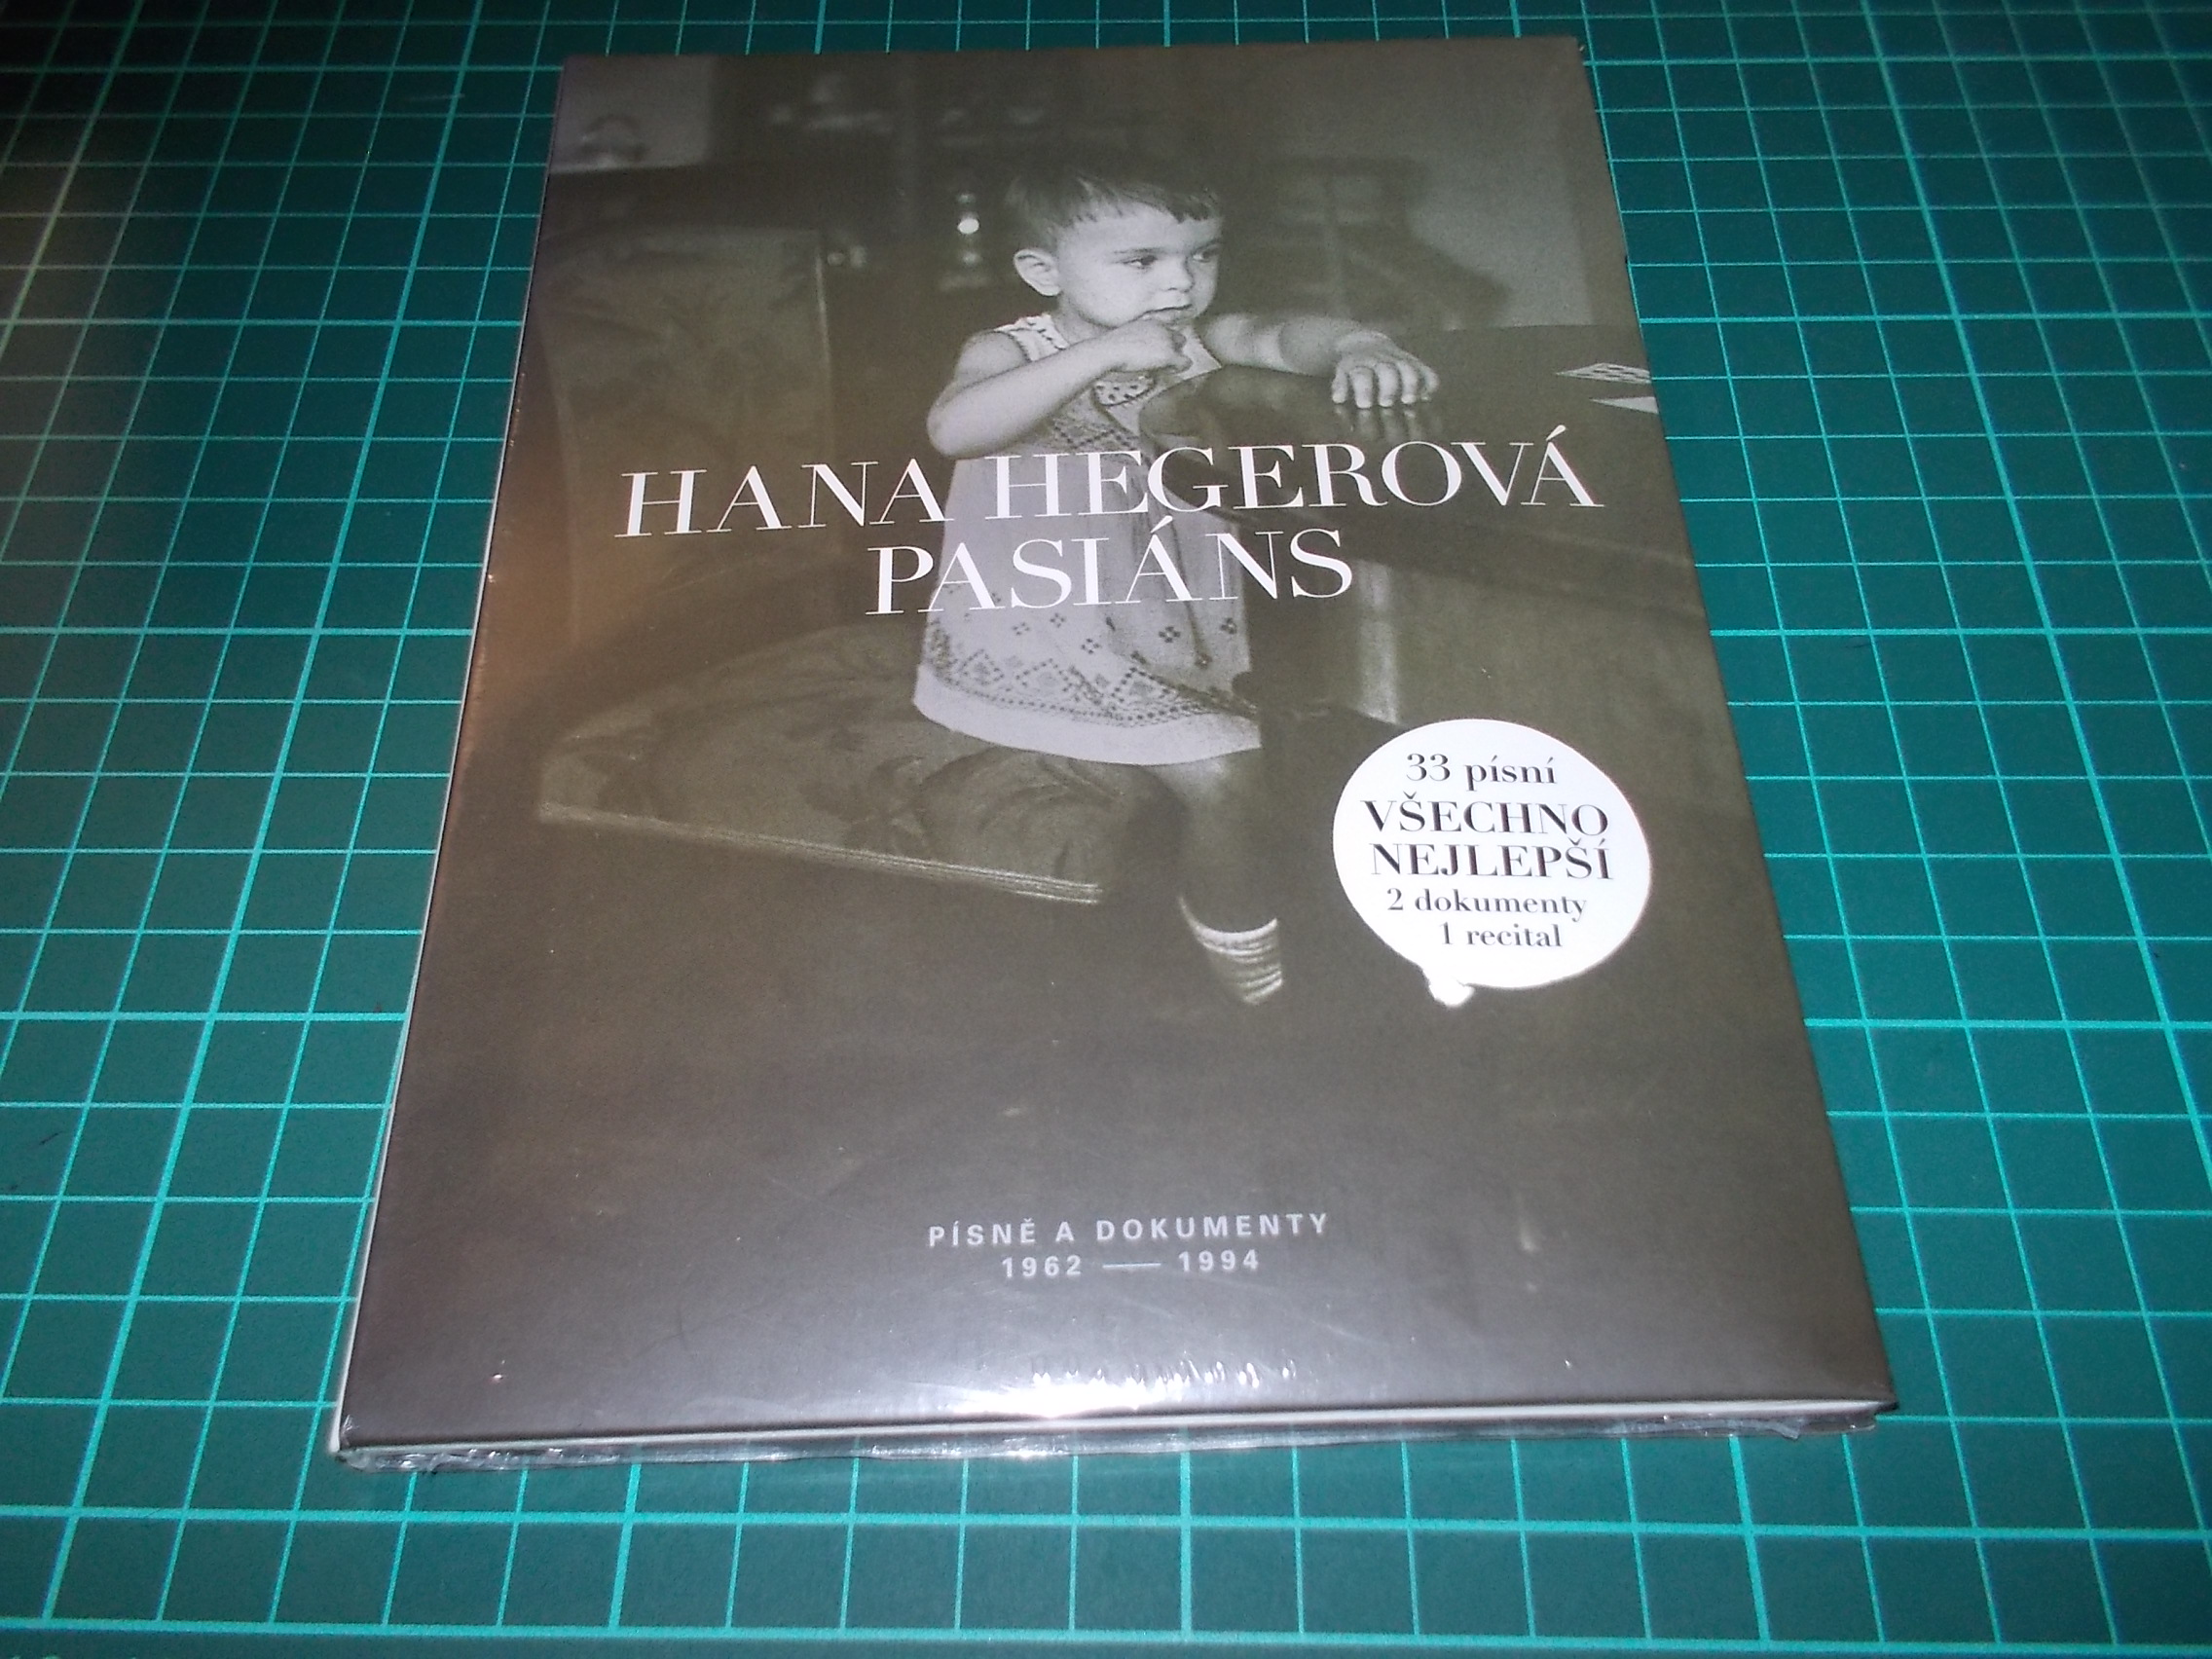 HANA HEGEROVÁ
PASIÁNS
33 písní
VŠECHNO
NEJLEPŠÍ
2 dokumenty
1 recital
PÍSNĚ A DOKUMENTY
1962 — 1994